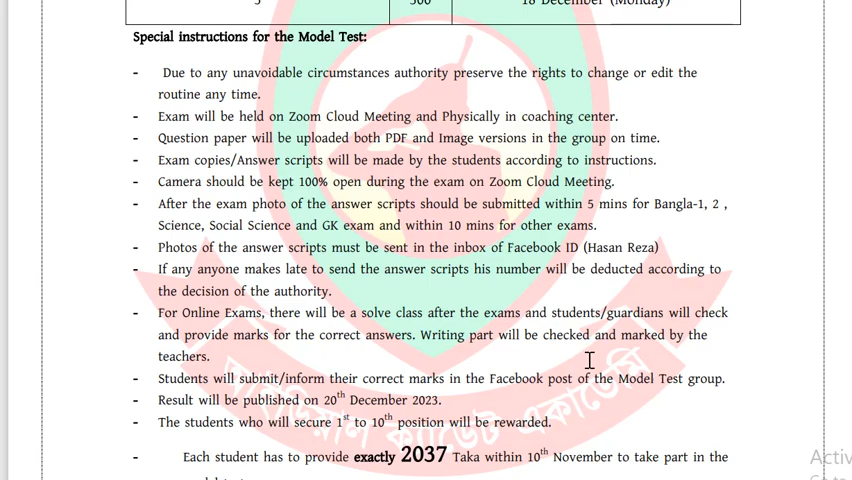 5 500 18 December (Monday)
Special instructions for the Model Test:
- Due to any unavoidable circumstances authority preserve the rights to change or edit the
routine any time.
- Exam will be held on Zoom Cloud Meeting and Physically in coaching center.
- Question paper will be uploaded both PDF and Image versions in the group on time.
- Exam copies/Answer scripts will be made by the students according to instructions.
- Camera should be kept 100% open during the exam on Zoom Cloud Meeting.
- After the exam photo of the answer scripts should be submitted within 5 mins for Bangla-1, 2 ,
Science, Social Science and GK exam and within 10 mins for other exams.
- Photos of the answer scripts must be sent in the inbox of Facebook ID (Hasan Reza)
- If any anyone makes late to send the answer scripts his number will be deducted according to
the decision of the authority.
- For Online Exams, there will be a solve class after the exams and students/guardians will check
and provide marks for the correct answers. Writing part will be checked and marked by the
teachers.
- Students will submit/inform their correct marks in the Facebook post of the Model Test group.
- Result will be published on 20th December 2023.
- The students who will secure 1st to 10th position will be rewarded.
ক্যাডেট একাডেমি
- Each student has to provide exactly 2037 Taka within 10th November to take part in the
Activ